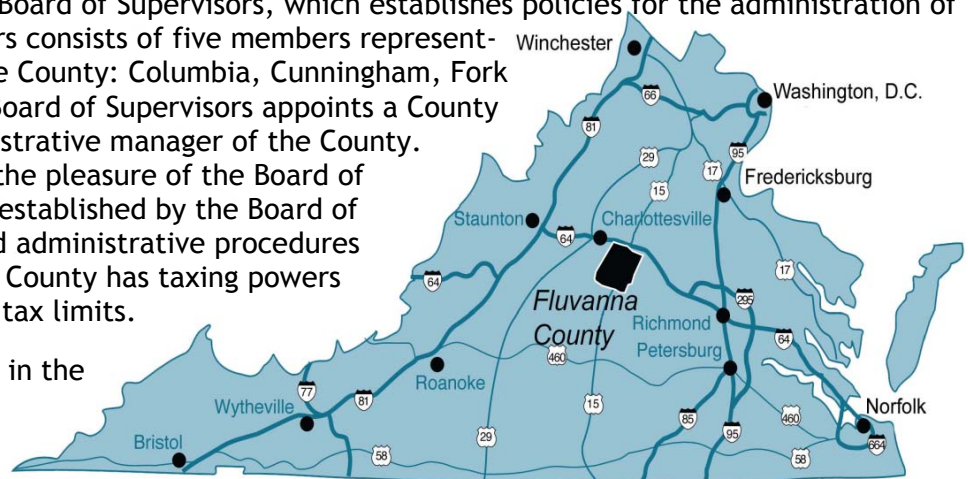 Board of Supervisors, which establishes policies for the administration of
rs consists of five members represent-
e County: Columbia, Cunningham, Fork
Board of Supervisors appoints a County
strative manager of the County.
the pleasure of the Board of
established by the Board of
d administrative procedures
County has taxing powers
tax limits.
in the
Winchester
Washington, D.C.
66
81
95
29
17
15
Fredericksburg
Staunton
Charlottesville
64
17
64
Fluvanna
County
295
Richmond
64
Petersburg
460
Roanoke
77
81
15
85
460
Norfolk
Wytheville
29
95
664
Bristol
58
58